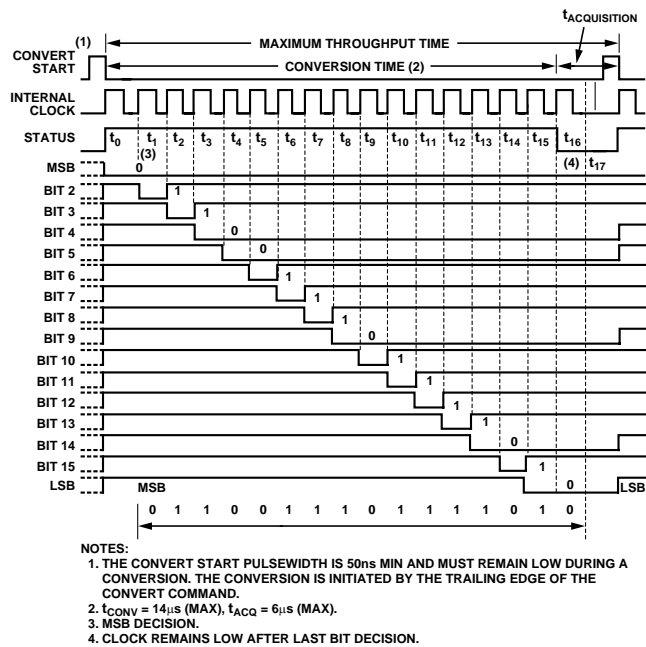 t_ACQUISITION
(1)
MAXIMUM THROUGHPUT TIME
CONVERT
START
CONVERSION TIME (2)
INTERNAL
CLOCK
STATUS t0 t1 t2 t3 t4 t5 t6 t7 t8 t9 t10 t11 t12 t13 t14 t15 t16
(3) (4) t17
MSB 0
BIT 2 1
BIT 3 1
BIT 4 0
BIT 5 0
BIT 6 1
BIT 7 1
BIT 8 1
BIT 9 0
BIT 10 1
BIT 11 1
BIT 12 1
BIT 13 1
BIT 14 0
BIT 15 1
LSB MSB 0 LSB
0 1 1 0 0 1 1 1 0 1 1 1 1 0 1 0
NOTES:
1. THE CONVERT START PULSEWIDTH IS 50ns MIN AND MUST REMAIN LOW DURING A
CONVERSION. THE CONVERSION IS INITIATED BY THE TRAILING EDGE OF THE
CONVERT COMMAND.
2. tCONV = 14μs (MAX), tACQ = 6μs (MAX).
3. MSB DECISION.
4. CLOCK REMAINS LOW AFTER LAST BIT DECISION.